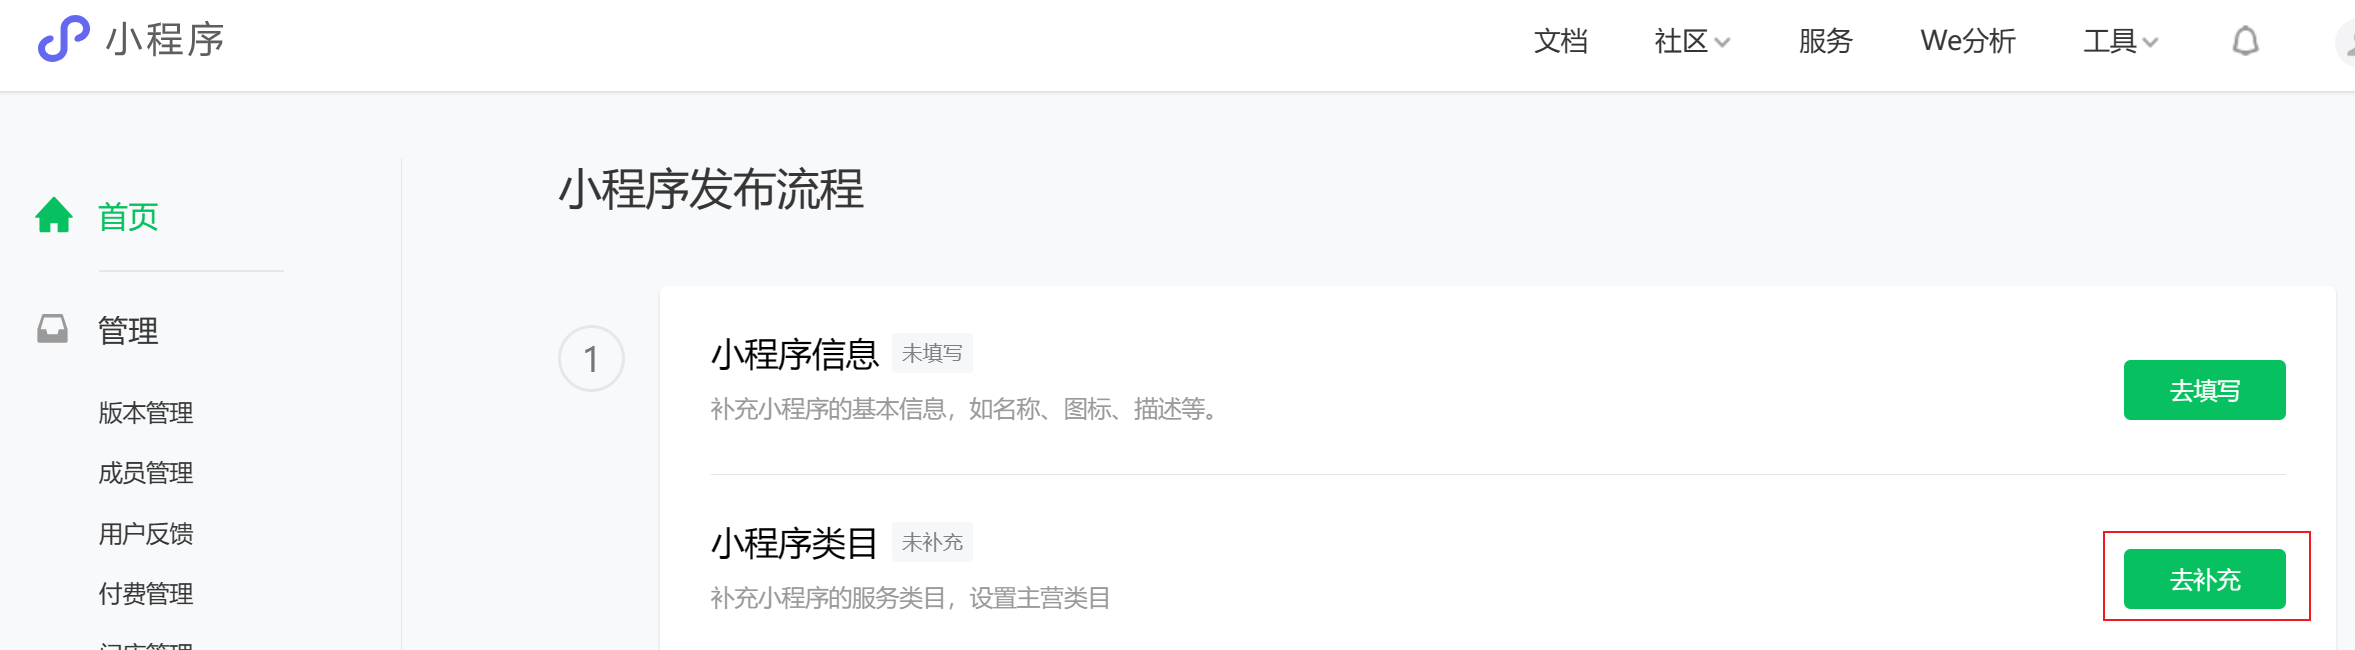 小程序
文档 社区 服务 We分析 工具
首页
管理
版本管理
成员管理
用户反馈
付费管理
小程序发布流程
1
小程序信息 未填写
补充小程序的基本信息，如名称、图标、描述等。
去填写
小程序类目 未补充
补充小程序的服务类目，设置主营类目
去补充